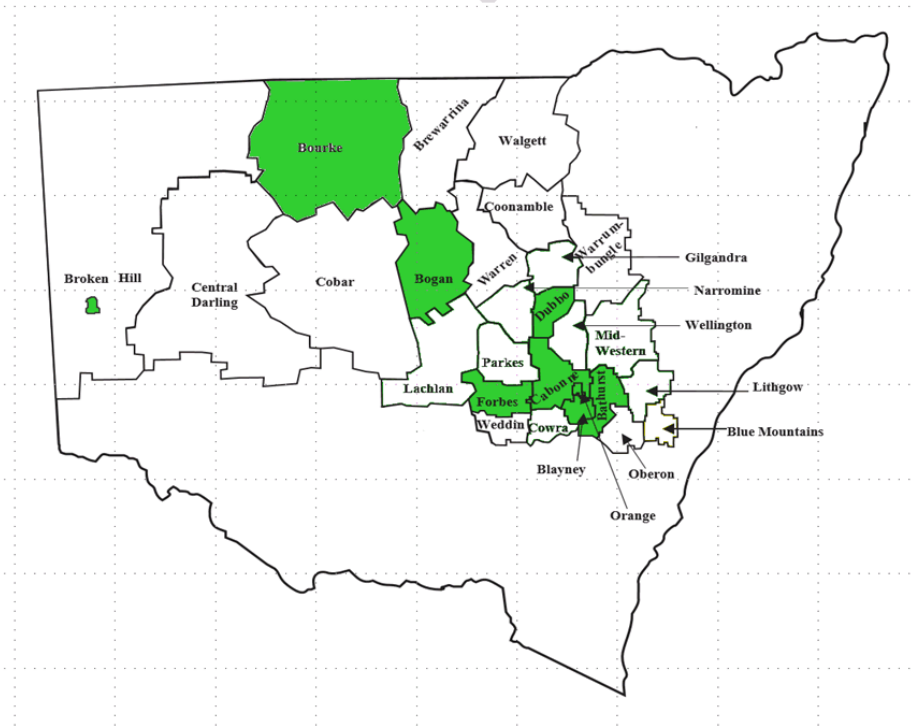 Brewarrina
Bourke
Walgett
Coonamble
Warrum-
bungle
Gilgandra
Warren
Broken Hill
Central
Darling
Cobar
Bogan
Narromine
Dubbo
Wellington
Mid-
Western
Parkes
Lachlan
Cabonne
Bathurst
Lithgow
Forbes
Weddin
Cowra
Blue Mountains
Blayney
Oberon
Orange